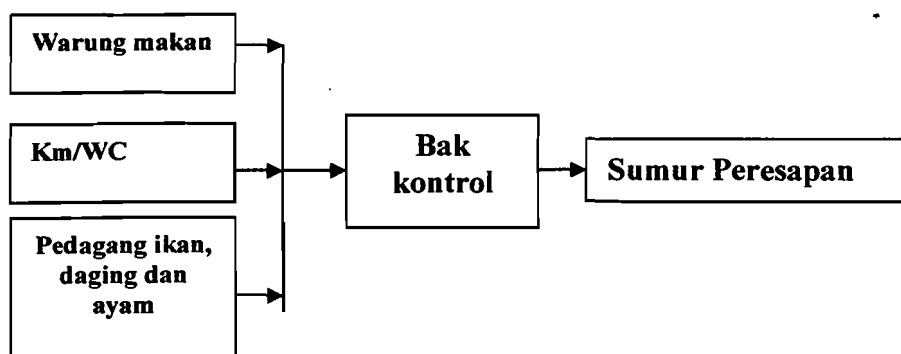 Warung makan
Km/WC
Pedagang ikan,
daging dan
ayam
Bak
kontrol
Sumur Peresapan